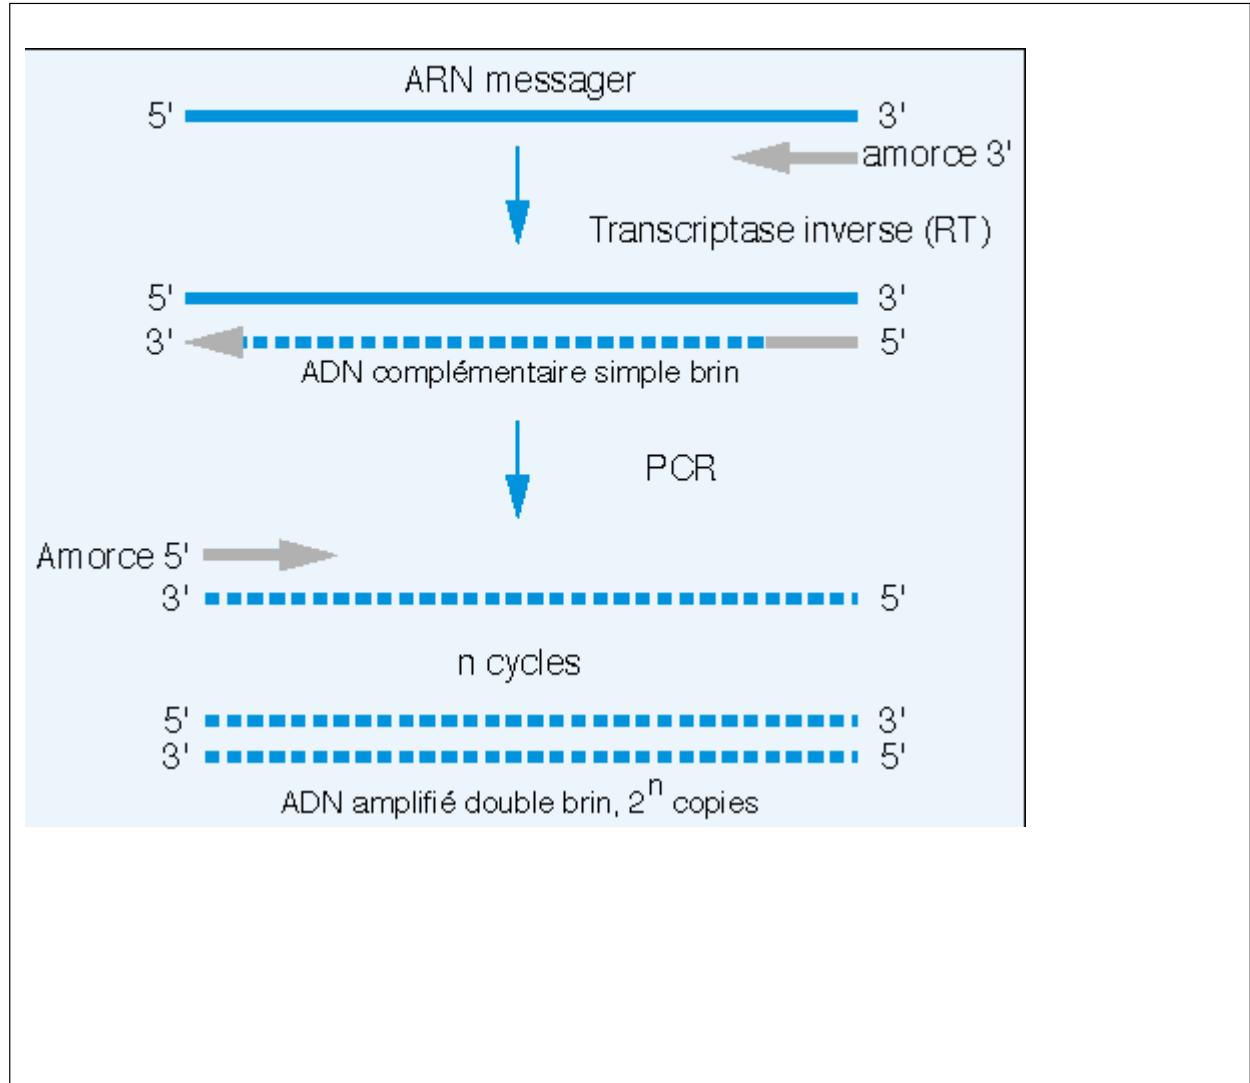 ARN messager
5' 3'
amorce 3'
Transcriptase inverse (RT)
5' 3'
3' 5'
ADN complémentaire simple brin
PCR
Amorce 5'
3' 5'
n cycles
5' 3'
3' 5'
ADN amplifié double brin, 2^n copies